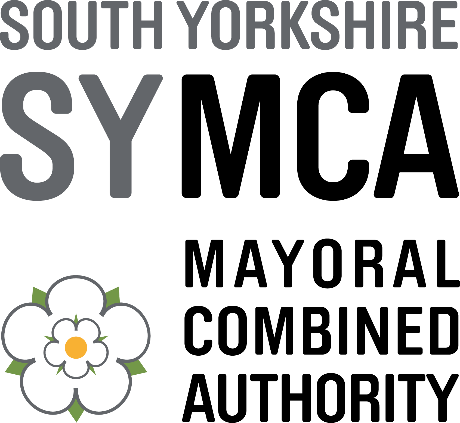 SOUTH YORKSHIRE
SYMCA
MAYORAL
COMBINED
AUTHORITY